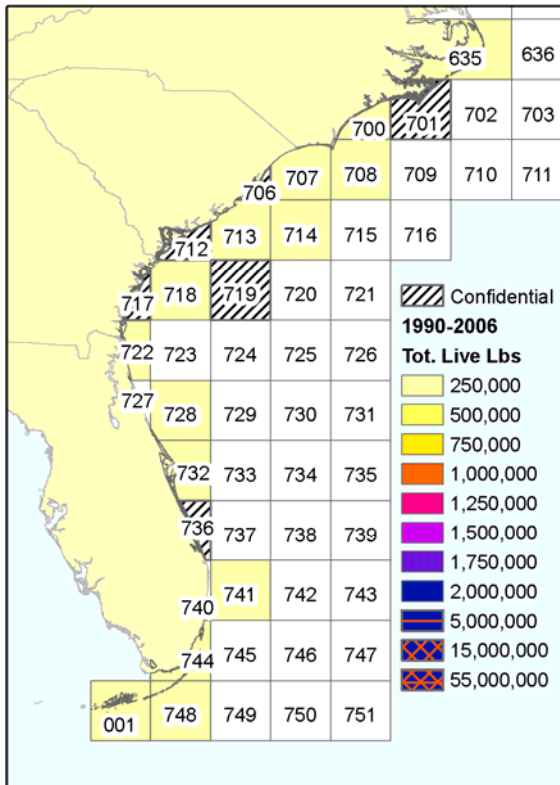 635 636
700 701 702 703
706 707 708 709 710 711
712 713 714 715 716
717 718 719 720 721
Confidential
1990-2006
Tot. Live Lbs
722 723 724 725 726
250,000
500,000
727 728 729 730 731
750,000
1,000,000
732 733 734 735
1,250,000
1,500,000
736 737 738 739
1,750,000
2,000,000
740 741 742 743
5,000,000
15,000,000
744 745 746 747
55,000,000
001 748 749 750 751